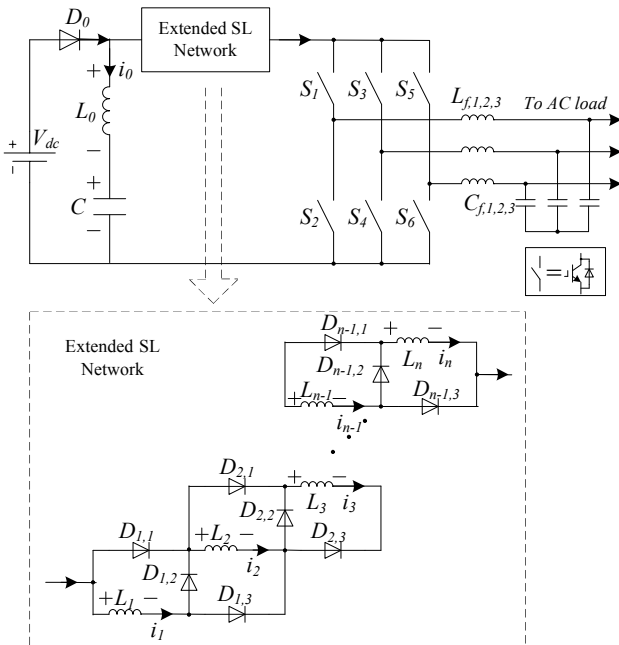 D0
Extended SL
Network
+
i0
L0
−
+
Vdc
−
+
C
−
S1
S3
S5
Lf,1,2,3
To AC load
S2
S4
S6
Cf,1,2,3
=
Extended SL
Network
Dn-1,1
+
−
Ln
in
Dn-1,2
+Ln-1−
in-1
Dn-1,3
D2,1
+
−
L3
i3
D2,2
D1,1
+L2 −
i2
D2,3
D1,2
+L1 −
i1
D1,3